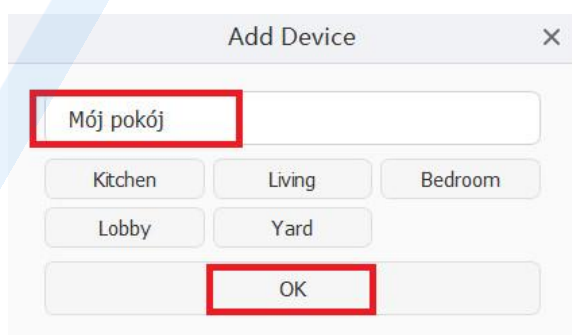 Add Device
Mój pokój
Kitchen Living Bedroom
Lobby Yard
OK